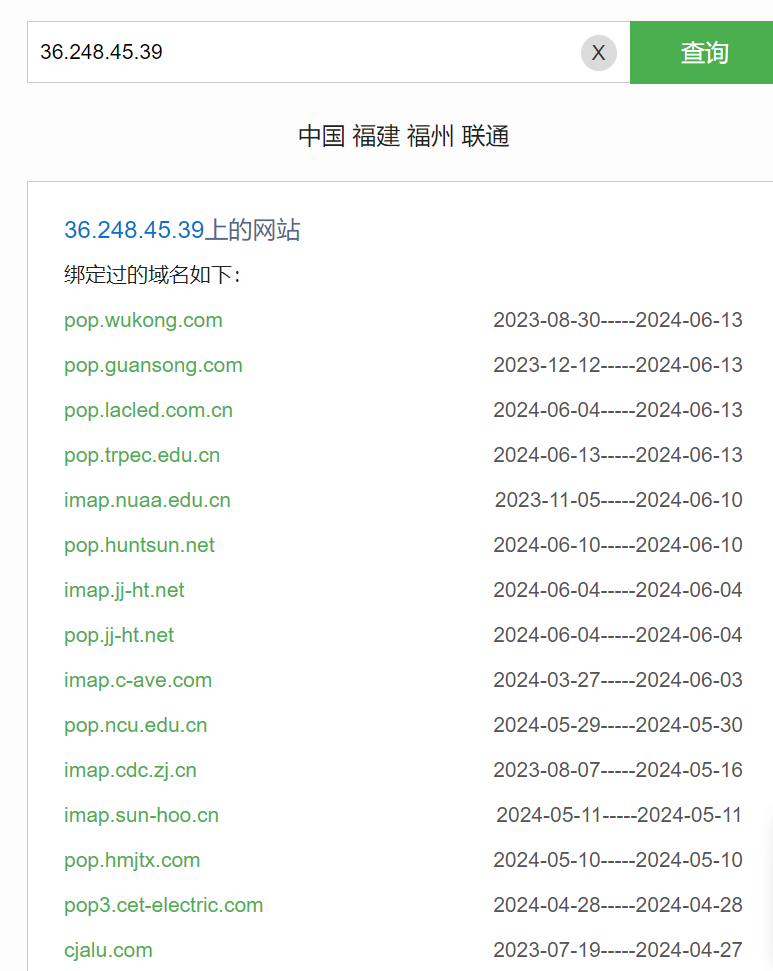 36.248.45.39 X 查询
中国 福建 福州 联通
36.248.45.39上的网站
绑定过的域名如下：
pop.wukong.com 2023-08-30-----2024-06-13
pop.guansong.com 2023-12-12-----2024-06-13
pop.lacled.com.cn 2024-06-04-----2024-06-13
pop.trpec.edu.cn 2024-06-13-----2024-06-13
imap.nuaa.edu.cn 2023-11-05-----2024-06-10
pop.huntsun.net 2024-06-10-----2024-06-10
imap.jj-ht.net 2024-06-04-----2024-06-04
pop.jj-ht.net 2024-06-04-----2024-06-04
imap.c-ave.com 2024-03-27-----2024-06-03
pop.ncu.edu.cn 2024-05-29-----2024-05-30
imap.cdc.zj.cn 2023-08-07-----2024-05-16
imap.sun-hoo.cn 2024-05-11-----2024-05-11
pop.hmjtx.com 2024-05-10-----2024-05-10
pop3.cet-electric.com 2024-04-28-----2024-04-28
cjalu.com 2023-07-19-----2024-04-27